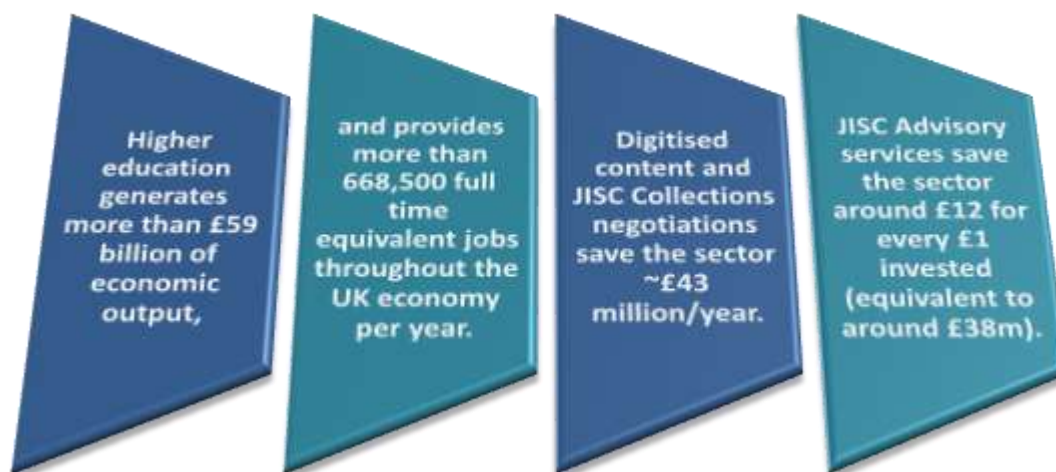 Higher
education
generates
more than £59
billion of
economic
output,
and provides
more than
668,500 full
time
equivalent jobs
throughout the
UK economy
per year.
Digitised
content and
JISC Collections
negotiations
save the sector
~£43
million/year.
JISC Advisory
services save
the sector
around £12 for
every £1
invested
(equivalent to
around £38m).